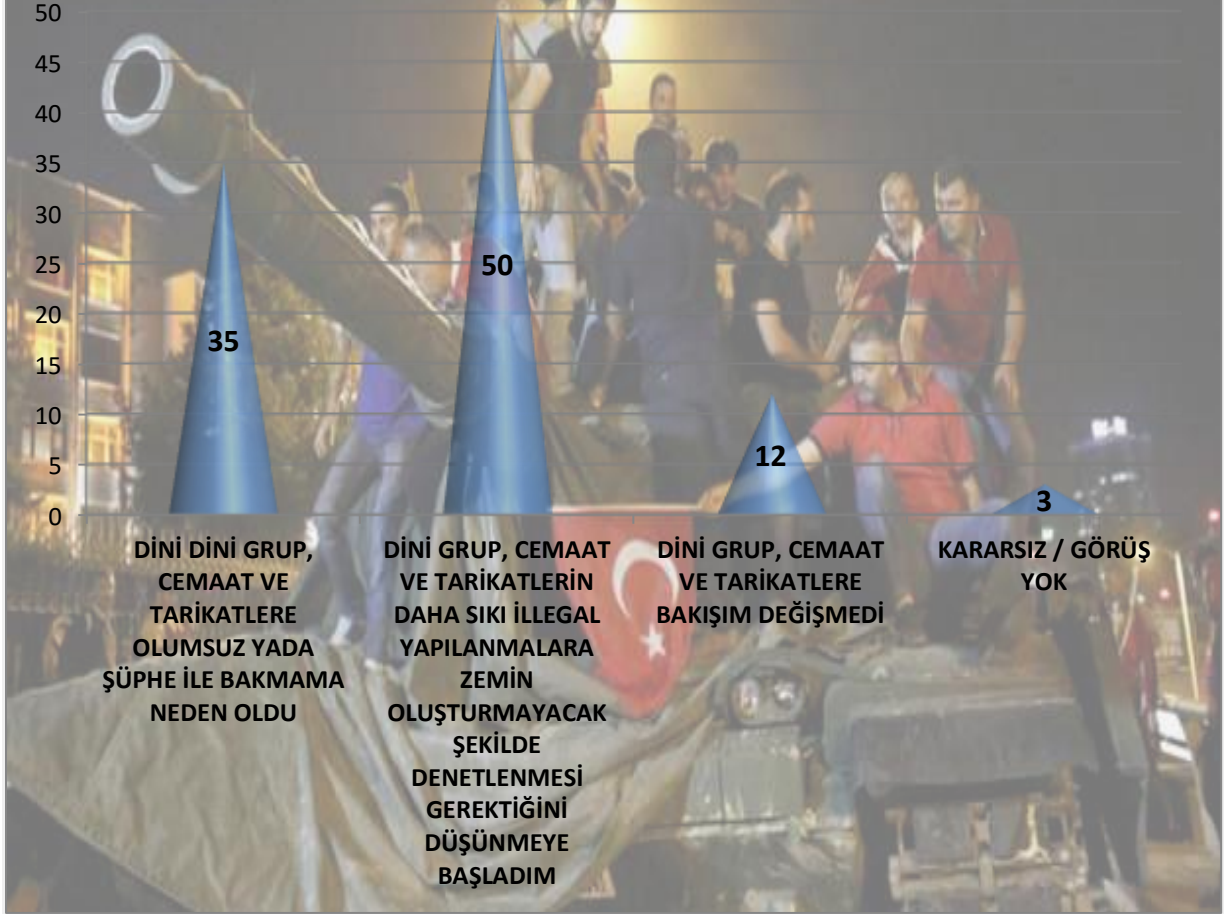 50
45
40
35
30
25
20
15
10
5
0
35
50
12
3
DİNİ DİNİ GRUP,
CEMAAT VE
TARİKATLERE
OLUMSUZ YADA
ŞÜPHE İLE BAKMAMA
NEDEN OLDU
DİNİ GRUP, CEMAAT
VE TARİKATLERİN
DAHA SIKI İLLEGAL
YAPILANMALARA
ZEMİN
OLUŞTURMAYACAK
ŞEKİLDE
DENETLENMESİ
GEREKTİĞİNİ
DÜŞÜNMEYE
BAŞLADIM
DİNİ GRUP, CEMAAT
VE TARİKATLERE
BAKIŞIM DEĞİŞMEDİ
KARARSIZ / GÖRÜŞ
YOK